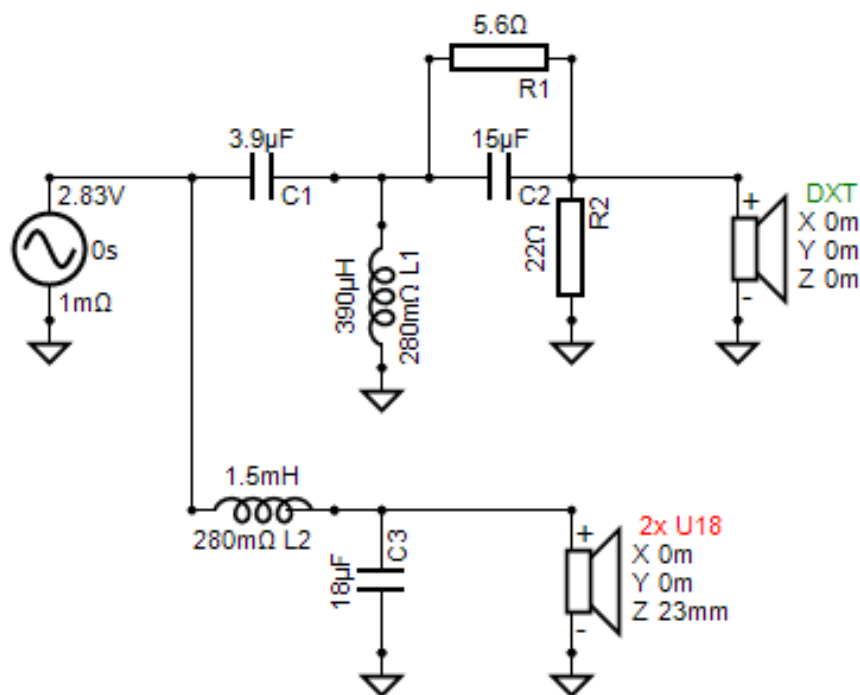 5.6Ω
R1
3.9µF
C1
15µF
C2
2.83V
0s
1mΩ
390µH
280mΩ L1
22Ω
R2
DXT
X 0m
Y 0m
Z 0m
+
-
1.5mH
280mΩ L2
18µF
C3
2x U18
X 0m
Y 0m
Z 23mm
+
-